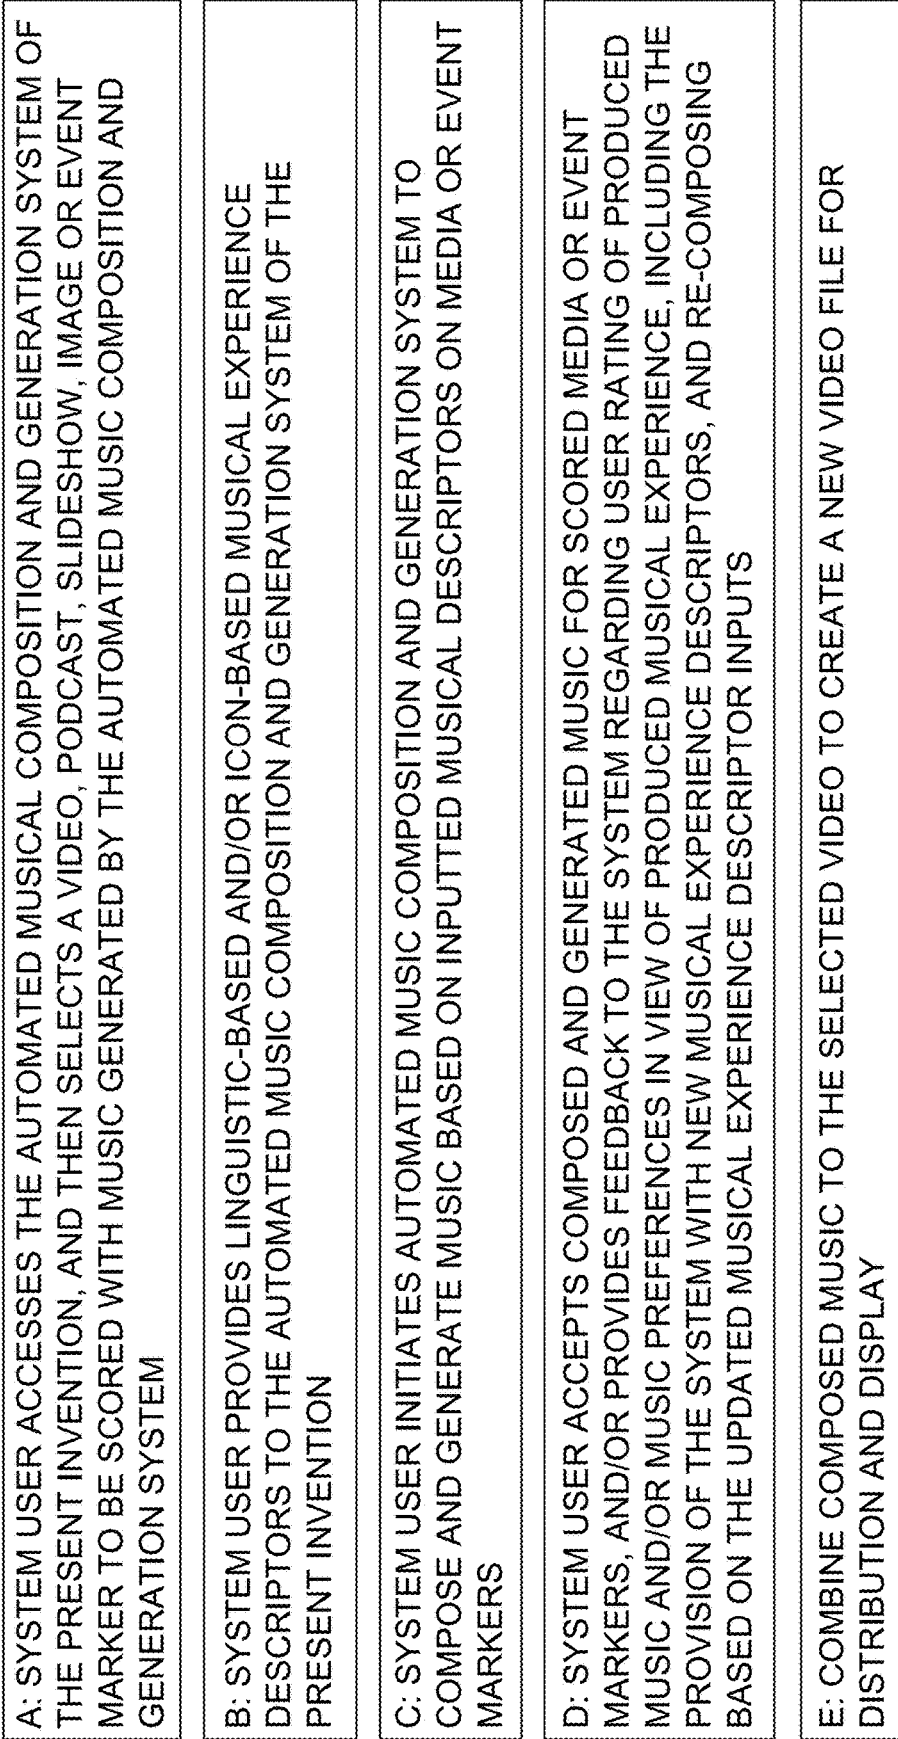 A: SYSTEM USER ACCESSES THE AUTOMATED MUSICAL COMPOSITION AND GENERATION SYSTEM OF
THE PRESENT INVENTION, AND THEN SELECTS A VIDEO, PODCAST, SLIDESHOW, IMAGE OR EVENT
MARKER TO BE SCORED WITH MUSIC GENERATED BY THE AUTOMATED MUSIC COMPOSITION AND
GENERATION SYSTEM
B: SYSTEM USER PROVIDES LINGUISTIC-BASED AND/OR ICON-BASED MUSICAL EXPERIENCE
DESCRIPTORS TO THE AUTOMATED MUSIC COMPOSITION AND GENERATION SYSTEM OF THE
PRESENT INVENTION
C: SYSTEM USER INITIATES AUTOMATED MUSIC COMPOSITION AND GENERATION SYSTEM TO
COMPOSE AND GENERATE MUSIC BASED ON INPUTTED MUSICAL DESCRIPTORS ON MEDIA OR EVENT
MARKERS
D: SYSTEM USER ACCEPTS COMPOSED AND GENERATED MUSIC FOR SCORED MEDIA OR EVENT
MARKERS, AND/OR PROVIDES FEEDBACK TO THE SYSTEM REGARDING USER RATING OF PRODUCED
MUSIC AND/OR MUSIC PREFERENCES IN VIEW OF PRODUCED MUSICAL EXPERIENCE, INCLUDING THE
PROVISION OF THE SYSTEM WITH NEW MUSICAL EXPERIENCE DESCRIPTORS, AND RE-COMPOSING
BASED ON THE UPDATED MUSICAL EXPERIENCE DESCRIPTOR INPUTS
E: COMBINE COMPOSED MUSIC TO THE SELECTED VIDEO TO CREATE A NEW VIDEO FILE FOR
DISTRIBUTION AND DISPLAY